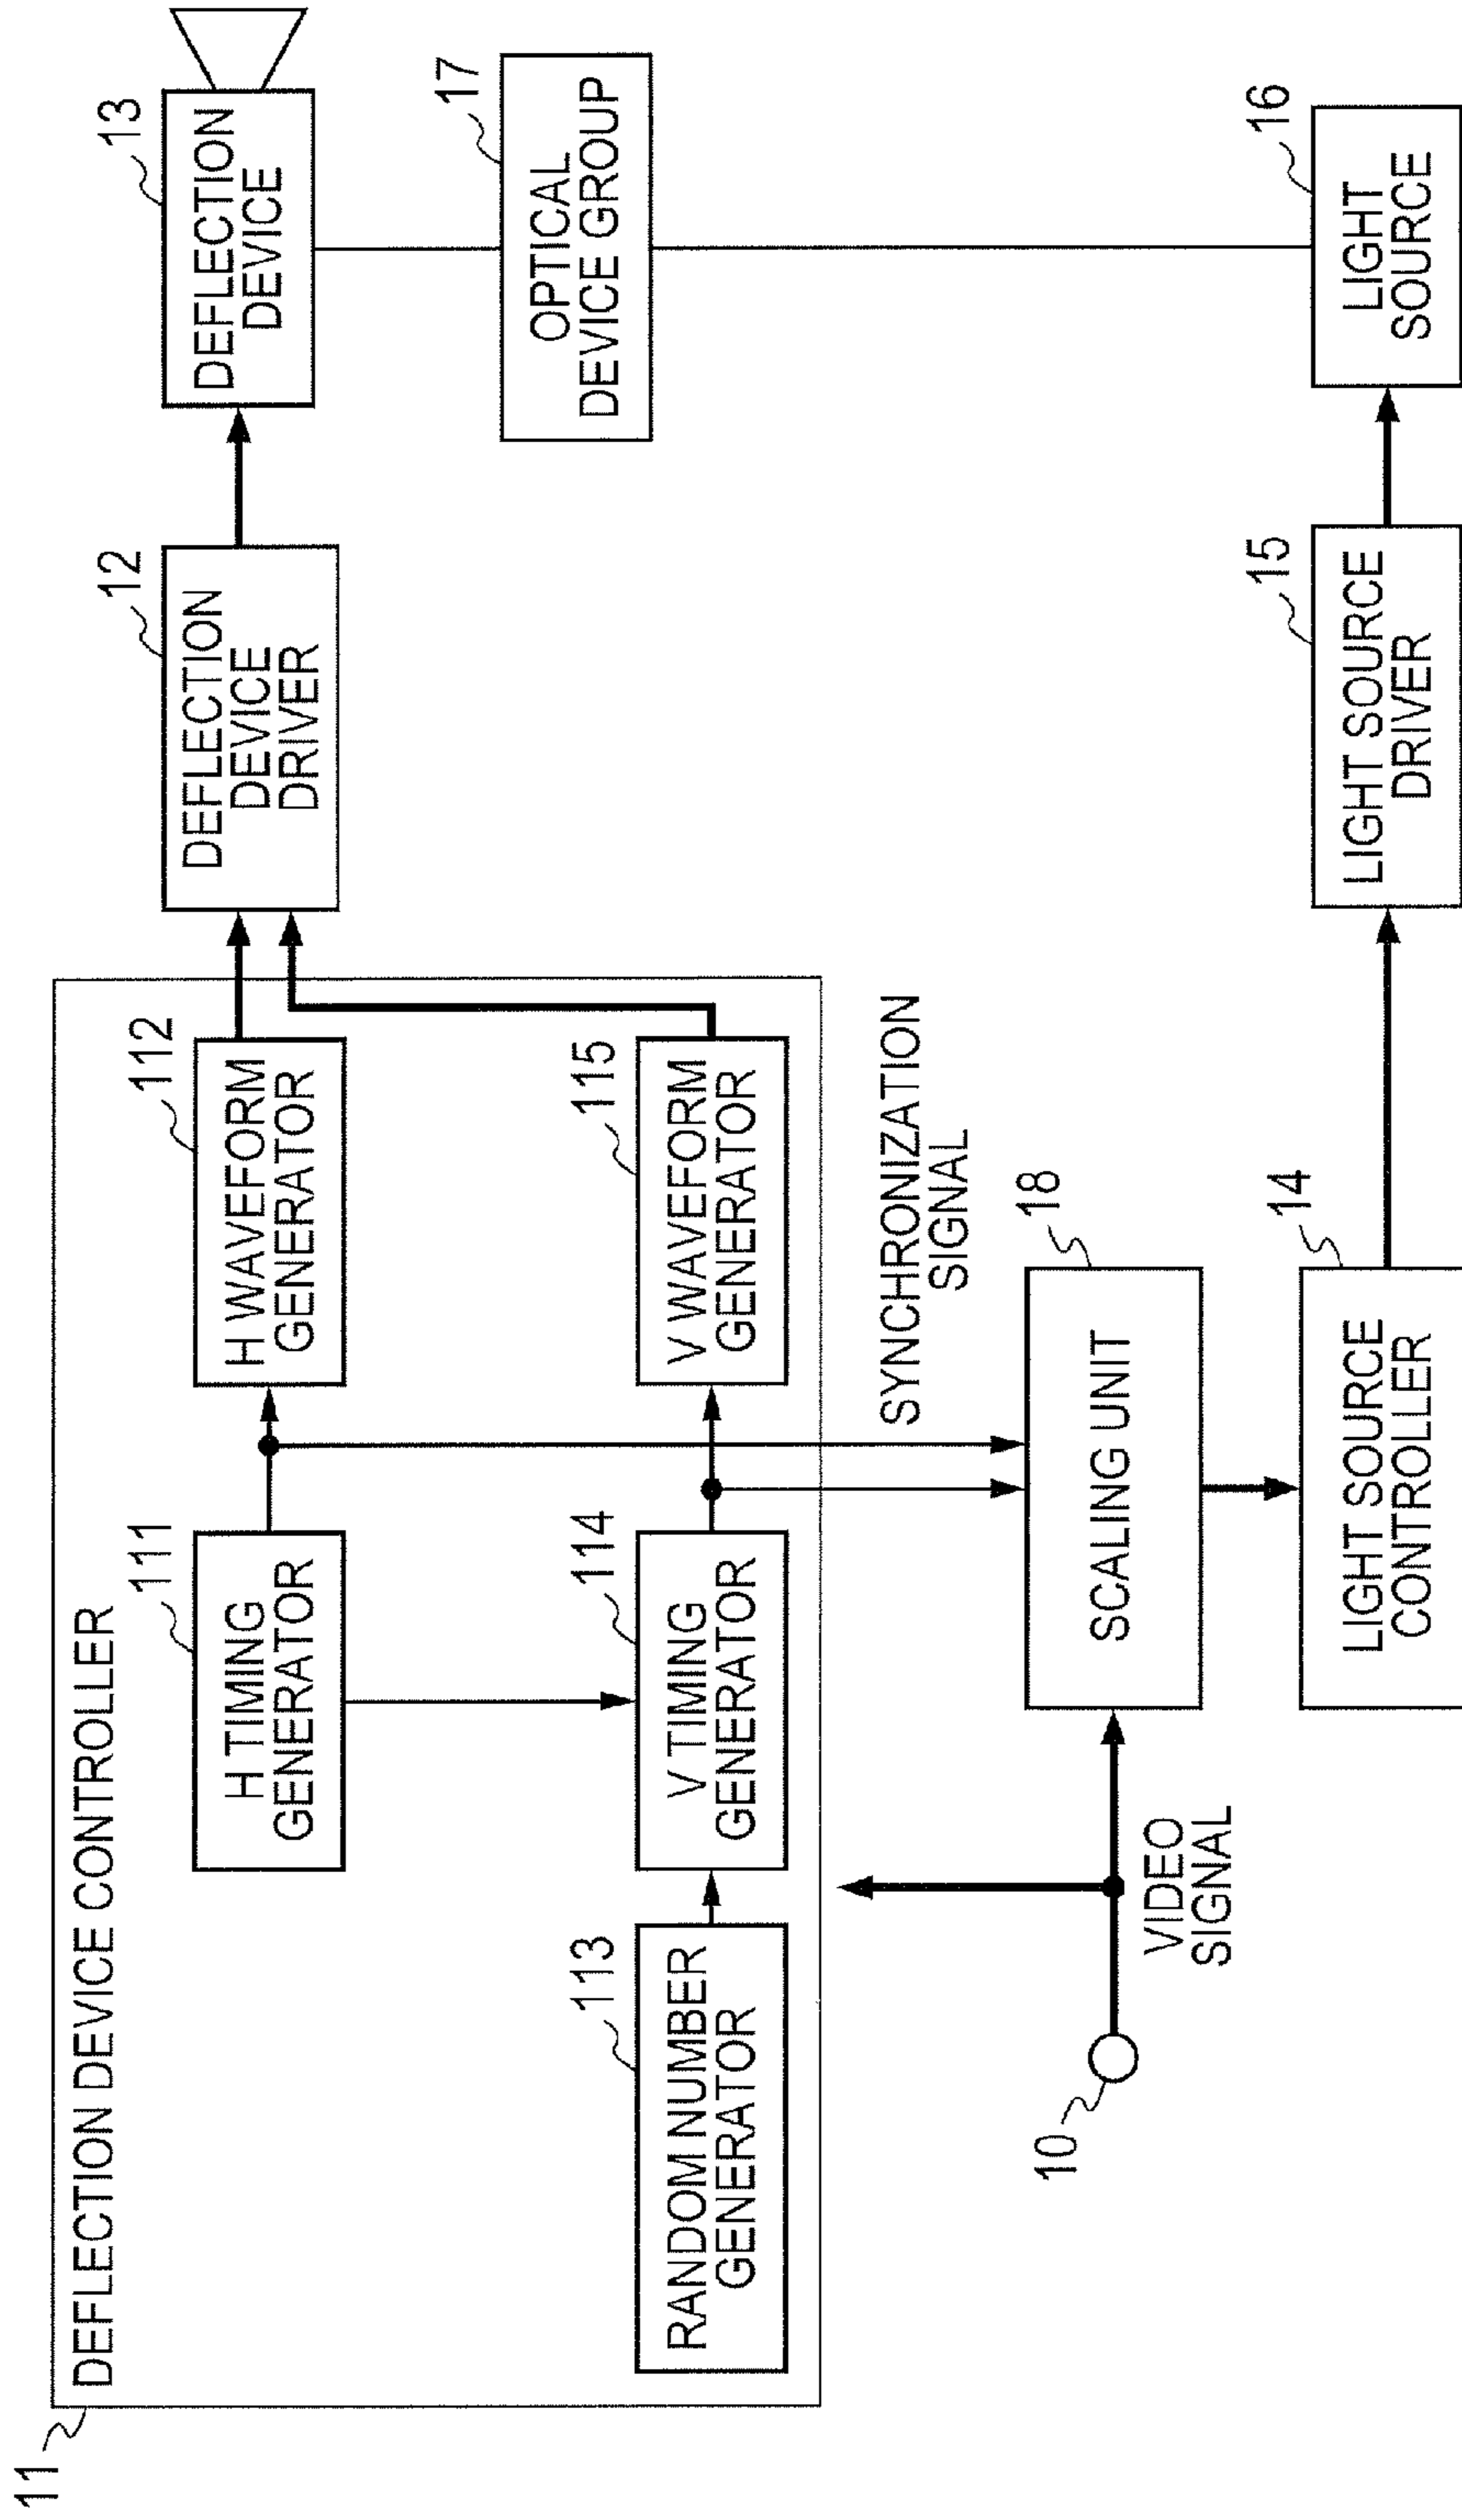 11
DEFLECTION DEVICE CONTROLLER
111
H TIMING
GENERATOR
112
H WAVEFORM
GENERATOR
12
DEFLECTION
DEVICE
DRIVER
13
DEFLECTION
DEVICE
113
RANDOM NUMBER
GENERATOR
114
V TIMING
GENERATOR
115
V WAVEFORM
GENERATOR
17
OPTICAL
DEVICE GROUP
SYNCHRONIZATION
SIGNAL
10
VIDEO
SIGNAL
18
SCALING UNIT
14
LIGHT SOURCE
CONTROLLER
15
LIGHT SOURCE
DRIVER
16
LIGHT
SOURCE